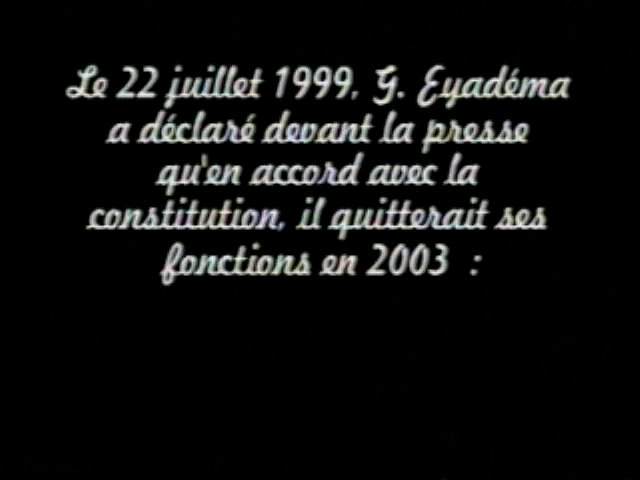 Le 22 juillet 1999, G. Eyadéma
a déclaré devant la presse
qu'en accord avec la
constitution, il quitterait ses
fonctions en 2003 :